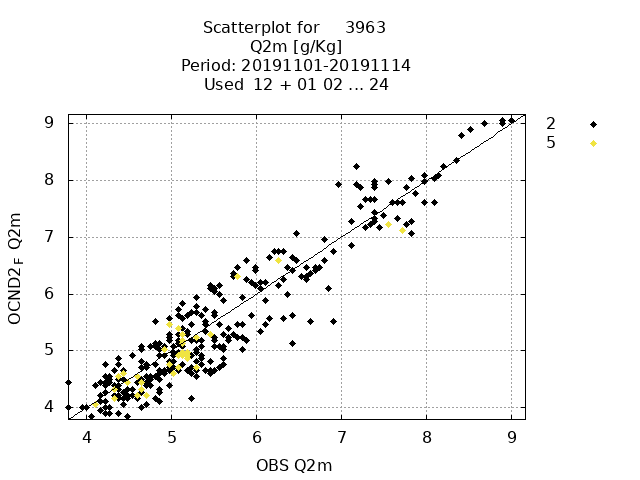 Scatterplot for 3963
Q2m [g/Kg]
Period: 20191101-20191114
Used 12 + 01 02 ... 24
2
5
9
8
7
6
5
4
OCND2_F Q2m
4 5 6 7 8 9
OBS Q2m